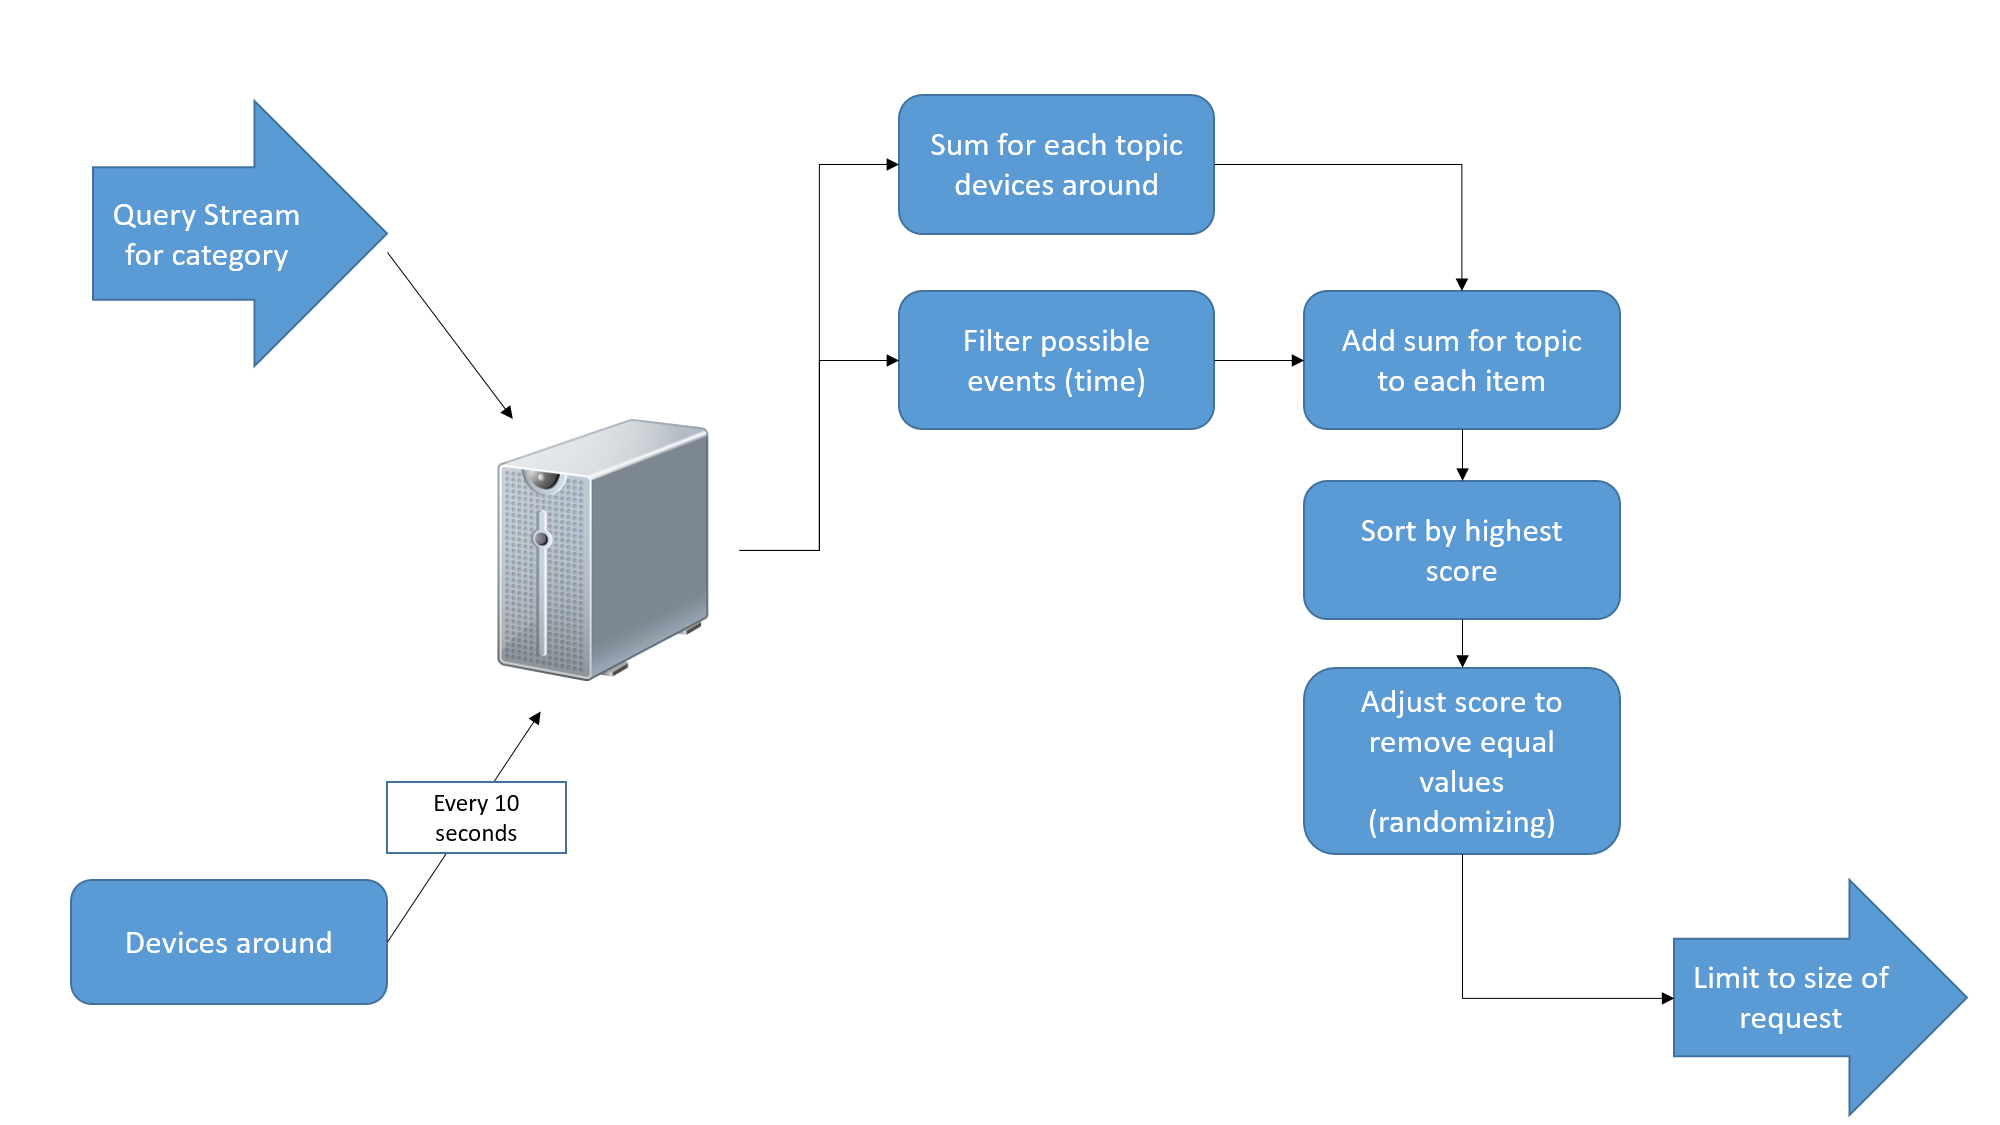 Query Stream
for category
Sum for each topic
devices around
Filter possible
events (time)
Add sum for topic
to each item
Sort by highest
score
Adjust score to
remove equal
values
(randomizing)
Every 10
seconds
Devices around
Limit to size of
request